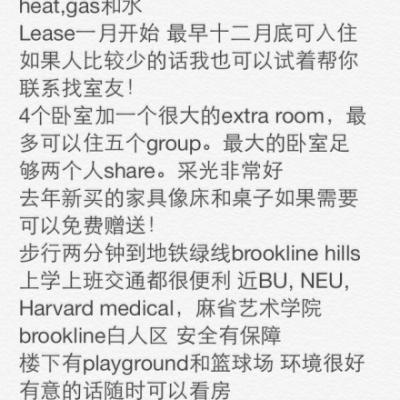 heat,gas和水
Lease一月开始 最早十二月底可入住
如果人比较少的话我也可以试着帮你
联系找室友！
4个卧室加一个很大的extra room，最
多可以住五个group。最大的卧室足
够两个人share。采光非常好
去年新买的家具像床和桌子如果需要
可以免费赠送！
步行两分钟到地铁绿线brookline hills
上学上班交通都很便利 近BU, NEU,
Harvard medical，麻省艺术学院
brookline白人区 安全有保障
楼下有playground和篮球场 环境很好
有意的话随时可以看房